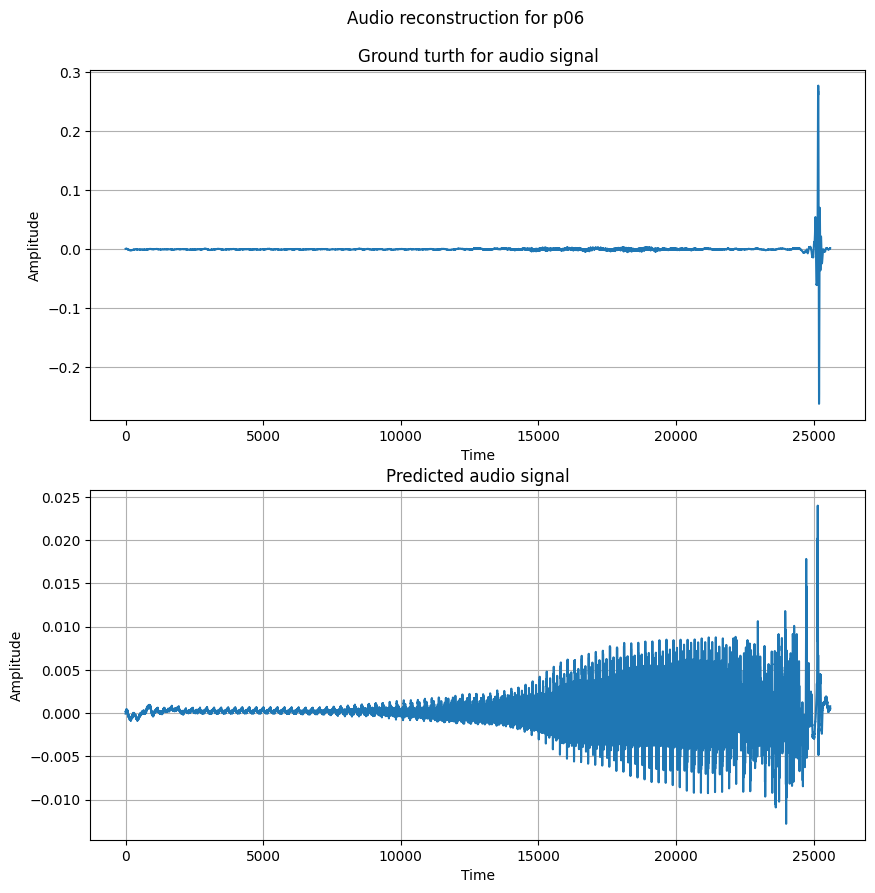 Audio reconstruction for p06
Ground turth for audio signal
0.3
0.2
0.1
0.0
−0.1
−0.2
Amplitude
0 5000 10000 15000 20000 25000
Time
Predicted audio signal
0.025
0.020
0.015
0.010
0.005
0.000
−0.005
−0.010
Amplitude
0 5000 10000 15000 20000 25000
Time